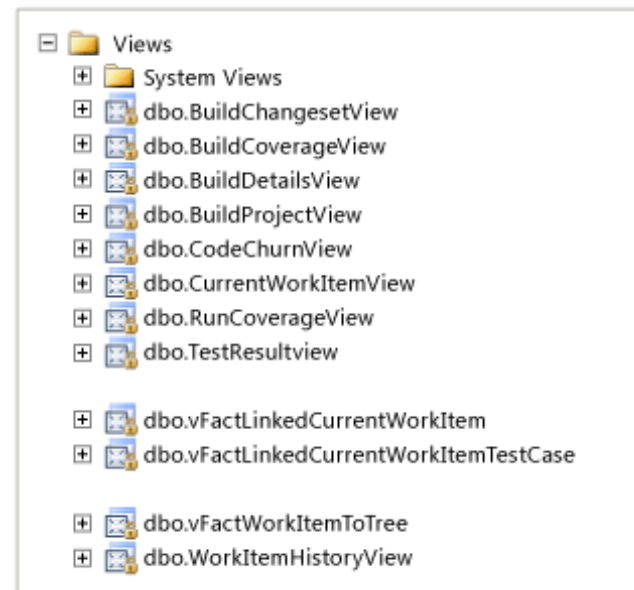 Views
System Views
dbo.BuildChangesetView
dbo.BuildCoverageView
dbo.BuildDetailsView
dbo.BuildProjectView
dbo.CodeChurnView
dbo.CurrentWorkItemView
dbo.RunCoverageView
dbo.TestResultview
dbo.vFactLinkedCurrentWorkItem
dbo.vFactLinkedCurrentWorkItemTestCase
dbo.vFactWorkItemToTree
dbo.WorkItemHistoryView